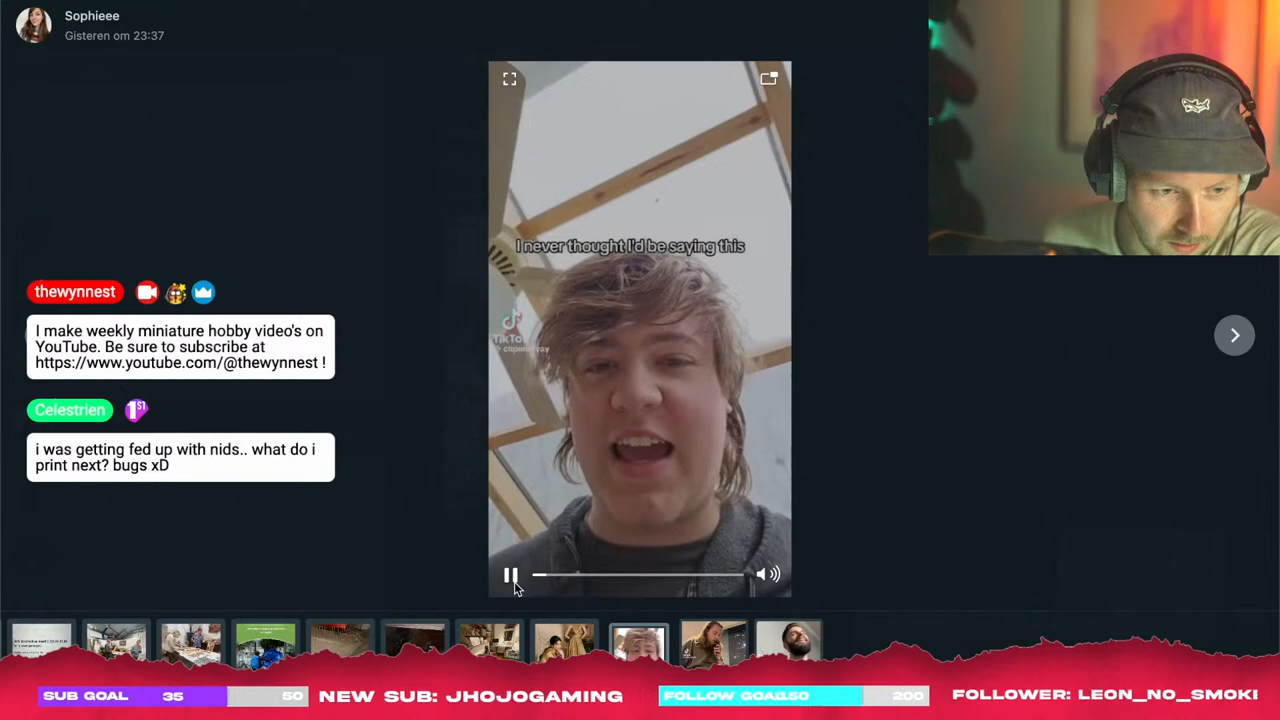 Sophieee
Gisteren om 23:37
I never thought I'd be saying this
TikTok
thewynnest
I make weekly miniature hobby video's on
YouTube. Be sure to subscribe at
https://www.youtube.com/@thewynnest !
Celestrien 1ST
i was getting fed up with nids.. what do i
print next? bugs xD
SUB GOAL 35 50 NEW SUB: JHOJOGAMING FOLLOW GOAL 150 200 FOLLOWER: LEON_NO_SMOKI